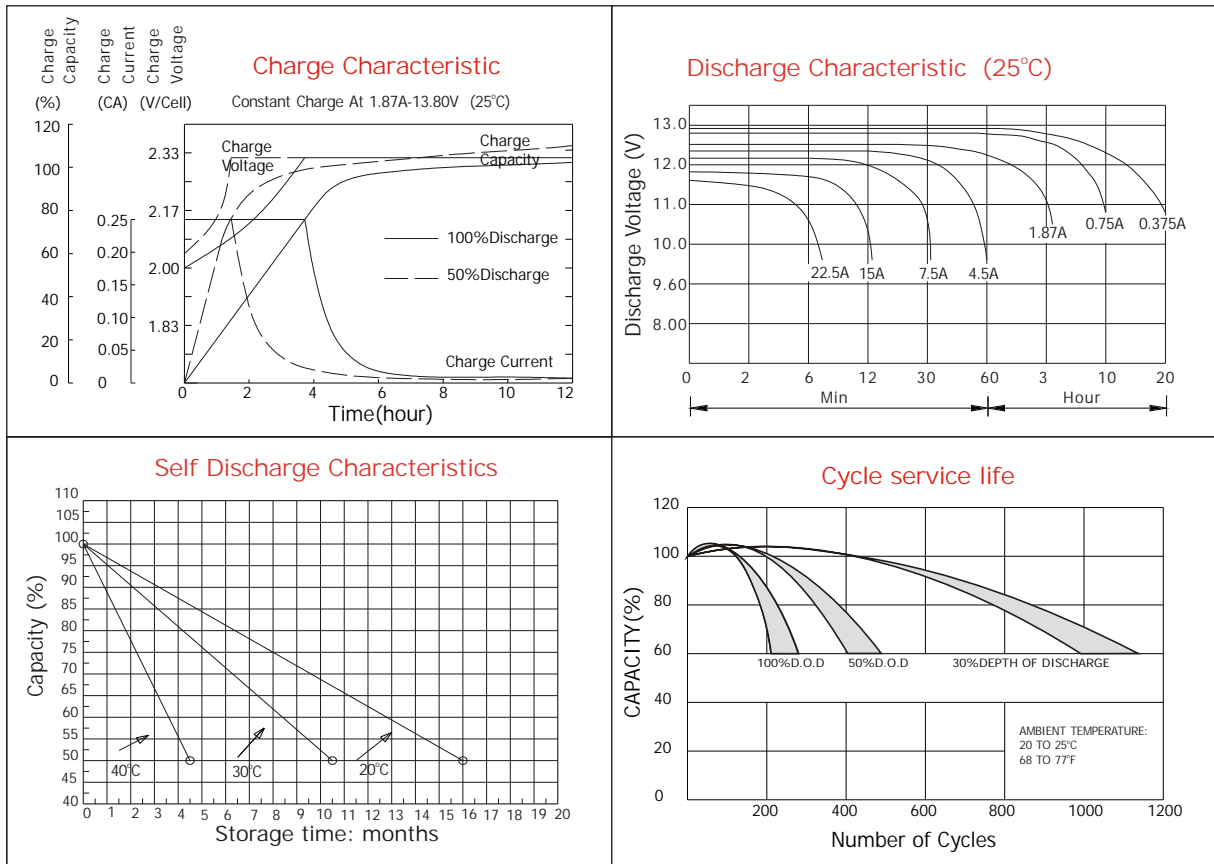 Charge Capacity
Charge Current
Charge Voltage
(%)
(CA)
(V/Cell)
Charge Characteristic
Constant Charge At 1.87A-13.80V (25°C)
120
100
80
60
40
20
0
0.25
0.20
0.15
0.10
0.05
0
2.33
2.17
2.00
1.83
Charge Voltage
Charge Capacity
100%Discharge
50%Discharge
Charge Current
0 2 4 6 8 10 12
Time(hour)
Discharge Characteristic (25°C)
Discharge Voltage (V)
13.0
12.0
11.0
10.0
9.60
8.00
22.5A 15A 7.5A 4.5A 1.87A 0.75A 0.375A
0 2 6 12 30 60 3 10 20
Min Hour
Self Discharge Characteristics
Capacity (%)
110
105
100
95
90
85
80
75
70
65
60
55
50
45
40
40°C 30°C 20°C
0 1 2 3 4 5 6 7 8 9 10 11 12 13 14 15 16 17 18 19 20
Storage time: months
Cycle service life
CAPACITY(%)
120
100
80
60
40
20
0
100%D.O.D 50%D.O.D 30%DEPTH OF DISCHARGE
AMBIENT TEMPERATURE:
20 TO 25°C
68 TO 77°F
200 400 600 800 1000 1200
Number of Cycles